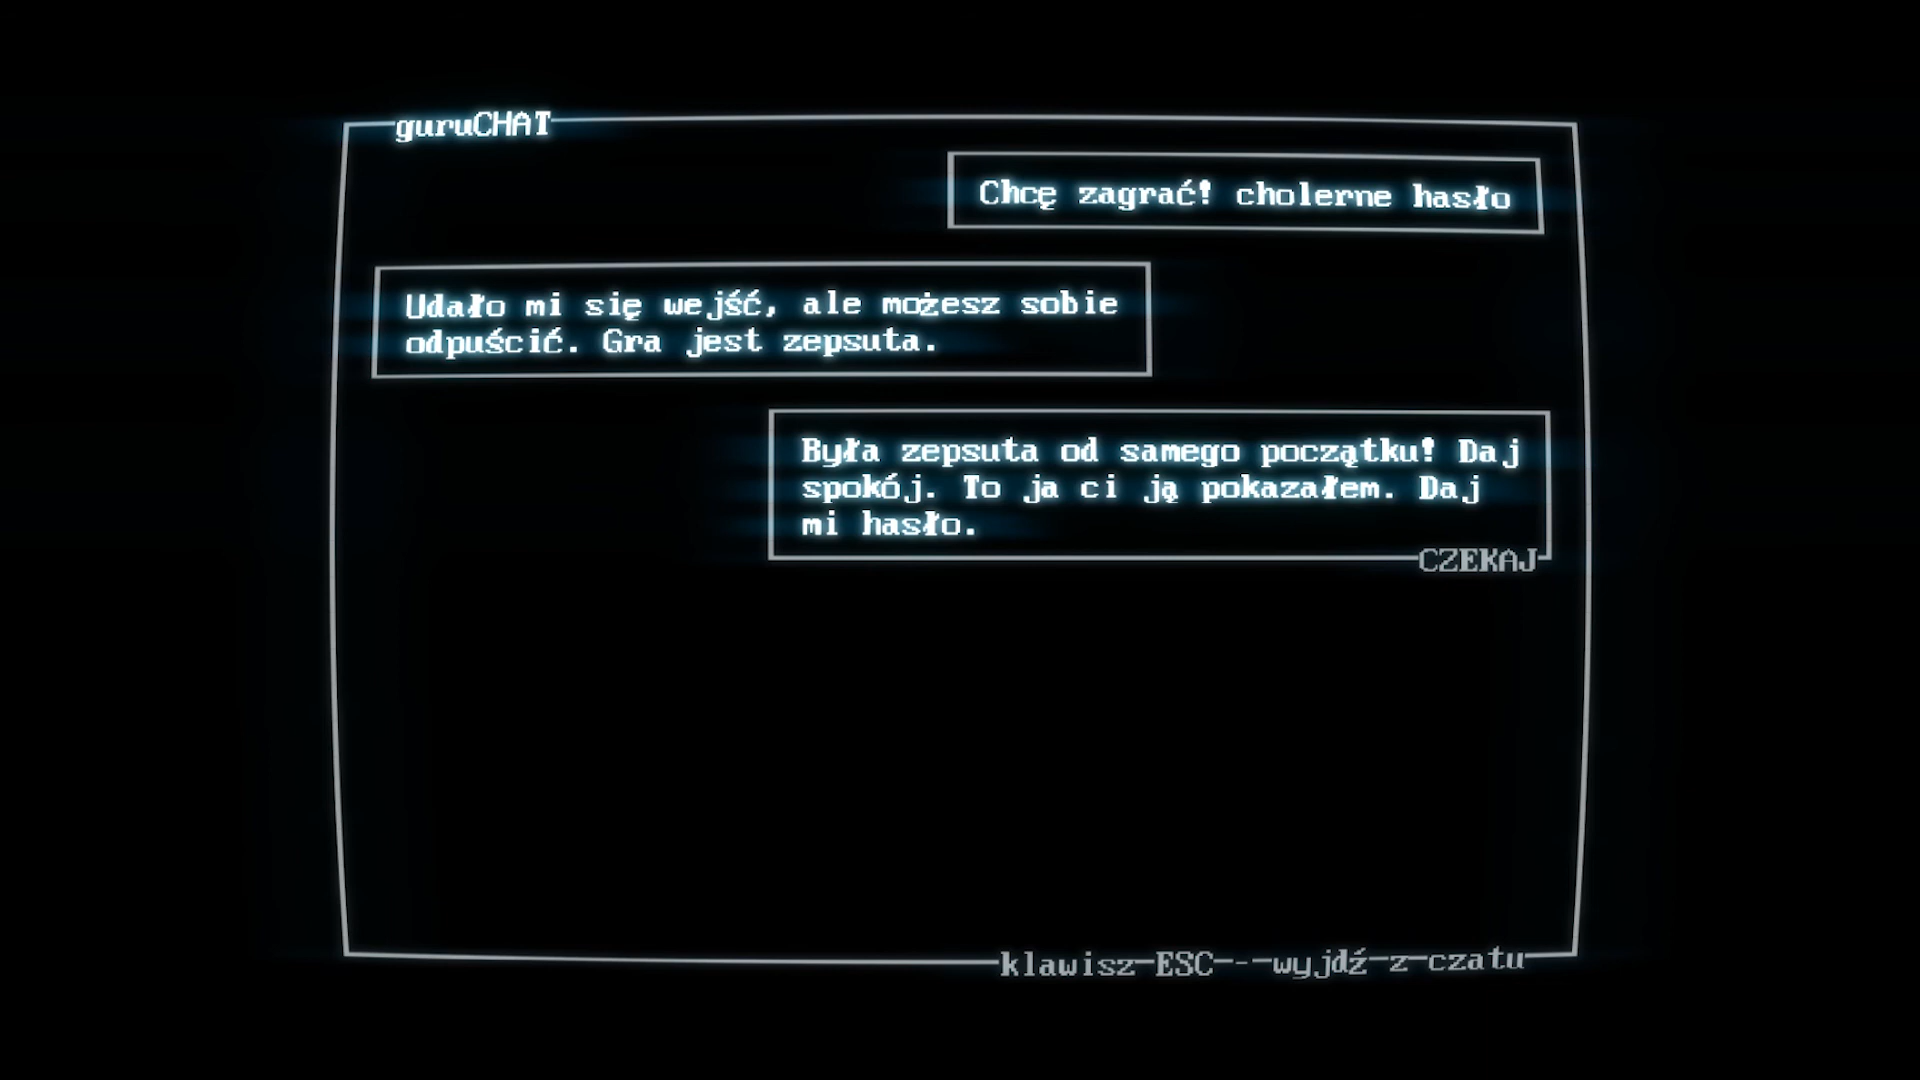 guruCHAT
Chcę zagrać! cholerne hasło
Udało mi się wejść, ale możesz sobie
odpuścić. Gra jest zepsuta.
Była zepsuta od samego początku! Daj
spokój. To ja ci ją pokazałem. Daj
mi hasło.
CZEKAJ
klawisz ESC - wyjdź z czatu